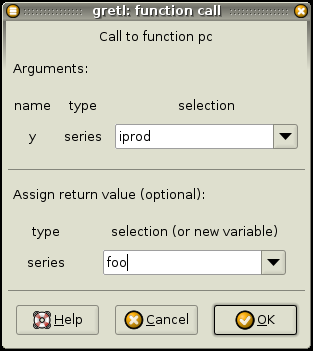 gretl: function call
Call to function pc
Arguments:
name type selection
y series iprod
Assign return value (optional):
type selection (or new variable)
series foo
Help Cancel OK